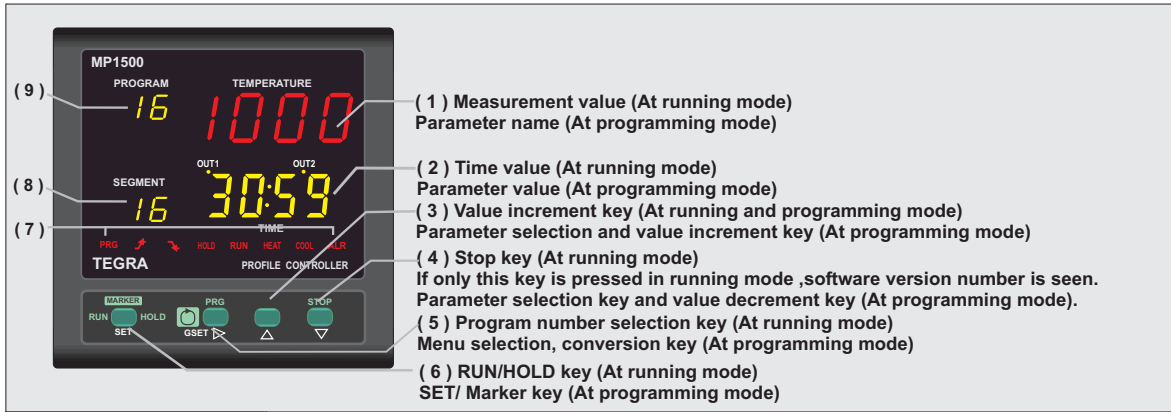 MP1500
PROGRAM TEMPERATURE
( 9 )
16 1000
( 1 ) Measurement value (At running mode)
Parameter name (At programming mode)
OUT1 OUT2
( 2 ) Time value (At running mode)
Parameter value (At programming mode)
( 8 )
SEGMENT
16 30:59
( 3 ) Value increment key (At running and programming mode)
Parameter selection and value increment key (At programming mode)
( 7 )
TIME
PRG HOLD RUN HEAT COOL ALR
TEGRA PROFILE CONTROLLER
( 4 ) Stop key (At running mode)
If only this key is pressed in running mode ,software version number is seen.
Parameter selection key and value decrement key (At programming mode).
MARKER PRG STOP
RUN HOLD
SET GSET
( 5 ) Program number selection key (At running mode)
Menu selection, conversion key (At programming mode)
( 6 ) RUN/HOLD key (At running mode)
SET/ Marker key (At programming mode)